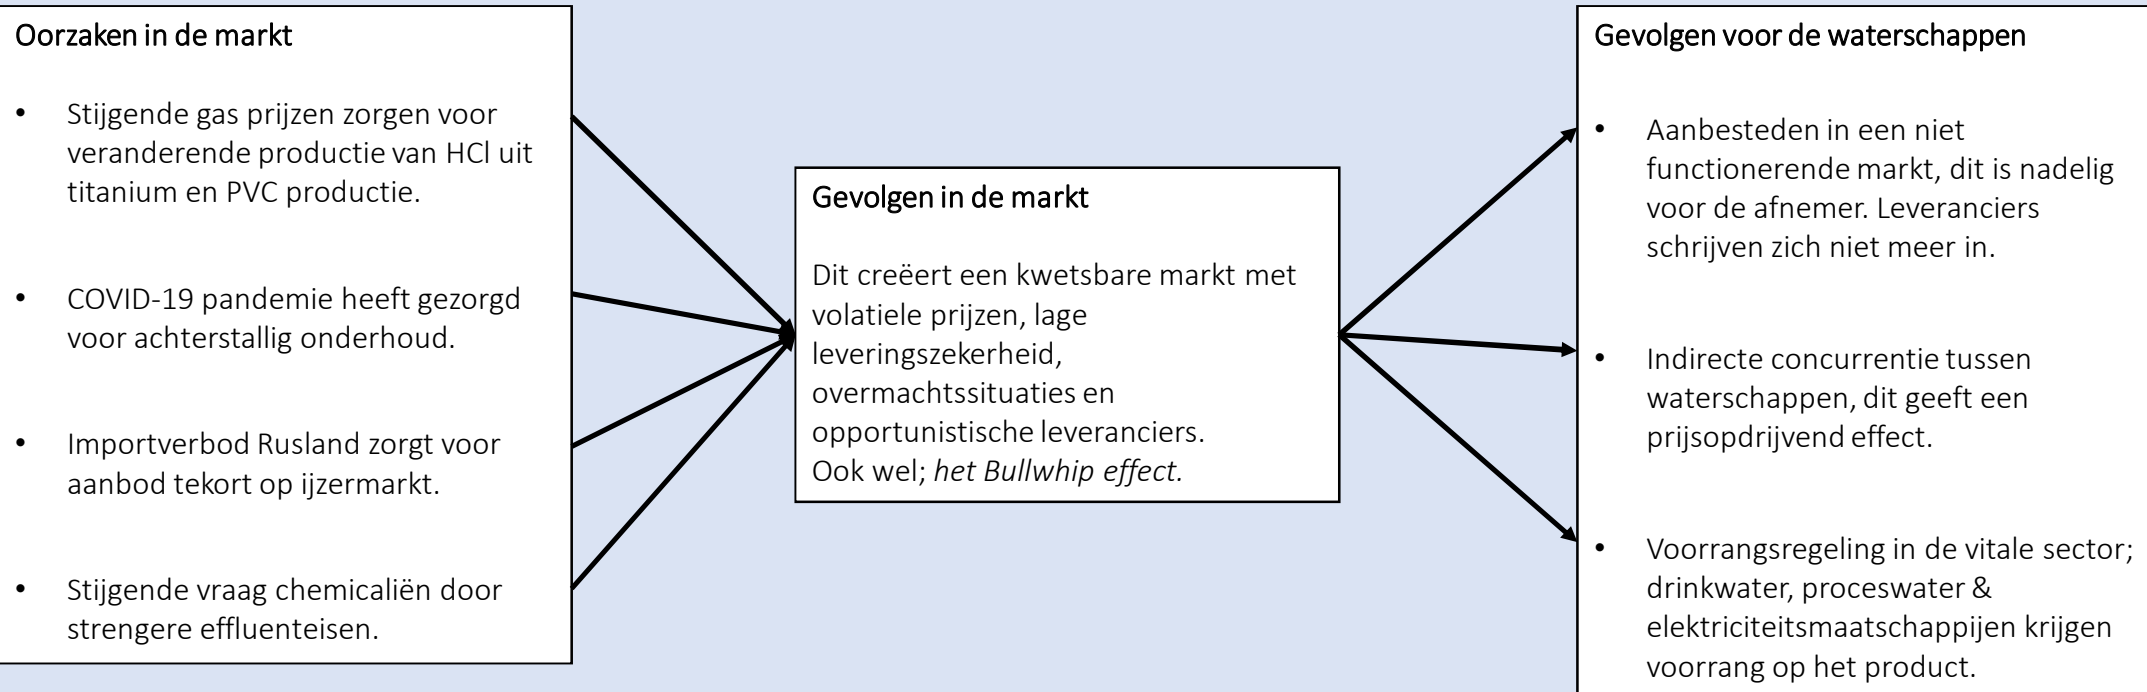 Oorzaken in de markt
• Stijgende gas prijzen zorgen voor
veranderende productie van HCl uit
titanium en PVC productie.
• COVID-19 pandemie heeft gezorgd
voor achterstallig onderhoud.
• Importverbod Rusland zorgt voor
aanbod tekort op ijzermarkt.
• Stijgende vraag chemicaliën door
strengere effluenteisen.
Gevolgen in de markt
Dit creëert een kwetsbare markt met
volatiele prijzen, lage
leveringszekerheid,
overmachtssituaties en
opportunistische leveranciers.
Ook wel; het Bullwhip effect.
Gevolgen voor de waterschappen
• Aanbesteden in een niet
functionerende markt, dit is nadelig
voor de afnemer. Leveranciers
schrijven zich niet meer in.
• Indirecte concurrentie tussen
waterschappen, dit geeft een
prijsopdrijvend effect.
• Voorrangsregeling in de vitale sector;
drinkwater, proceswater &
elektriciteitsmaatschappijen krijgen
voorrang op het product.